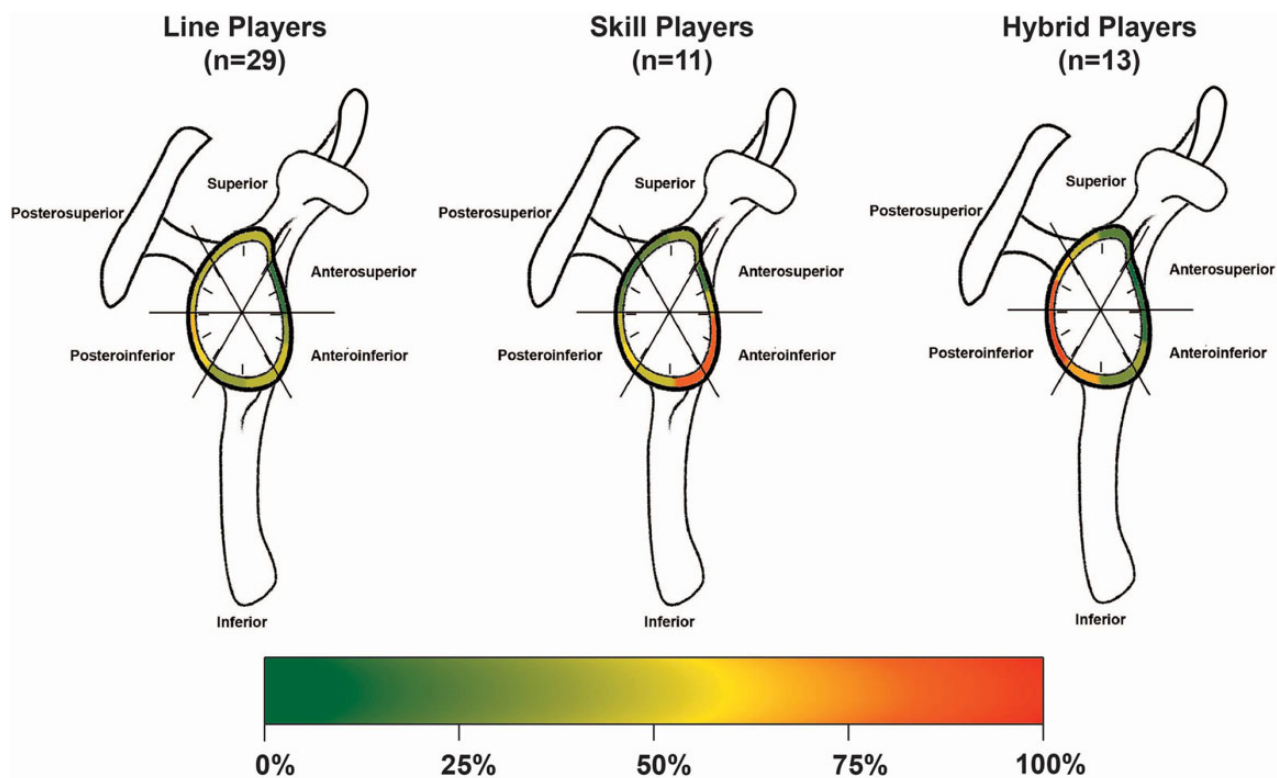 Line Players
(n=29)
Skill Players
(n=11)
Hybrid Players
(n=13)
Superior
Posterosuperior
Anterosuperior
Posteroinferior
Anteroinferior
Inferior
Superior
Posterosuperior
Anterosuperior
Posteroinferior
Anteroinferior
Inferior
Superior
Posterosuperior
Anterosuperior
Posteroinferior
Anteroinferior
Inferior
0%
25%
50%
75%
100%